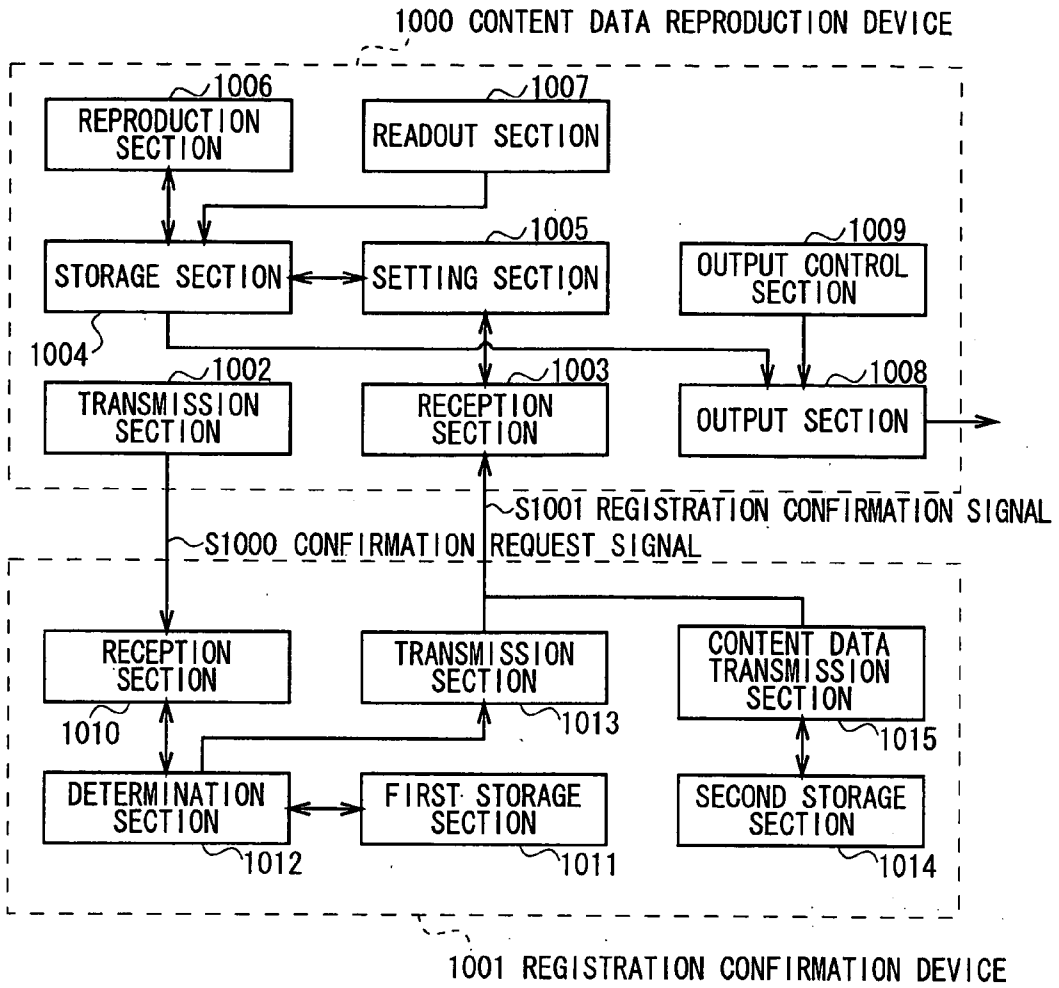 1000 CONTENT DATA REPRODUCTION DEVICE
1006
REPRODUCTION
SECTION
1007
READOUT SECTION
STORAGE SECTION
1004
1005
SETTING SECTION
1009
OUTPUT CONTROL
SECTION
1002
TRANSMISSION
SECTION
1003
RECEPTION
SECTION
1008
OUTPUT SECTION
S1001 REGISTRATION CONFIRMATION SIGNAL
S1000 CONFIRMATION REQUEST SIGNAL
RECEPTION
SECTION
1010
TRANSMISSION
SECTION
1013
CONTENT DATA
TRANSMISSION
SECTION
1015
DETERMINATION
SECTION
1012
FIRST STORAGE
SECTION
1011
SECOND STORAGE
SECTION
1014
1001 REGISTRATION CONFIRMATION DEVICE